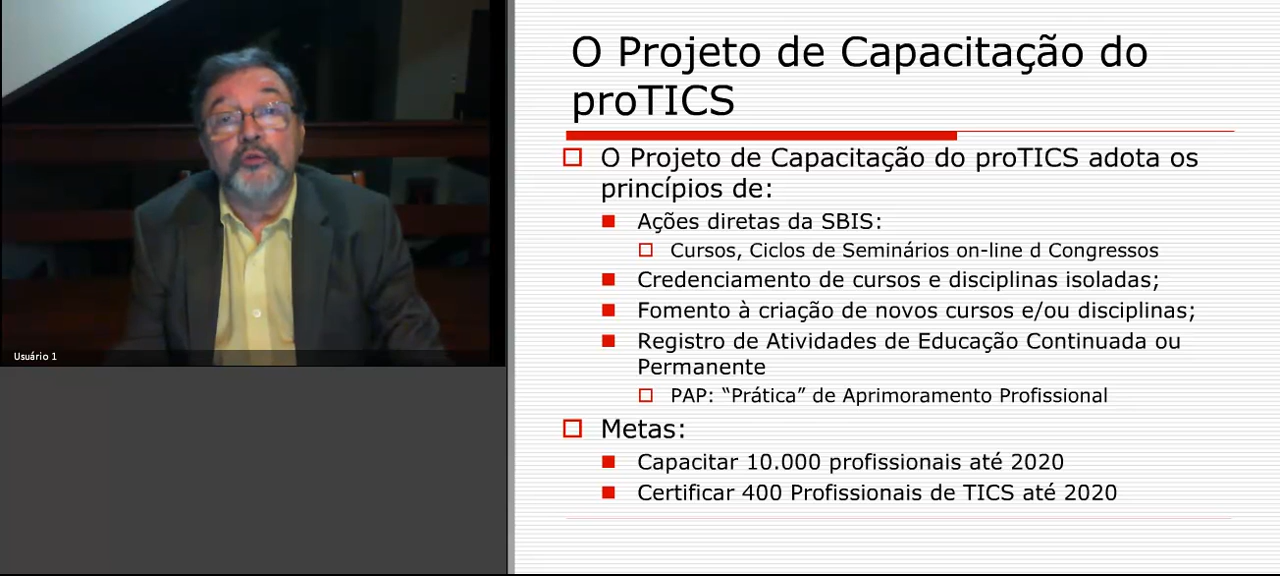 O Projeto de Capacitação do
proTICS
O Projeto de Capacitação do proTICS adota os
princípios de:
Ações diretas da SBIS:
Cursos, Ciclos de Seminários on-line d Congressos
Credenciamento de cursos e disciplinas isoladas;
Fomento à criação de novos cursos e/ou disciplinas;
Registro de Atividades de Educação Continuada ou
Permanente
PAP: “Prática” de Aprimoramento Profissional
Metas:
Capacitar 10.000 profissionais até 2020
Certificar 400 Profissionais de TICS até 2020
Usuário 1